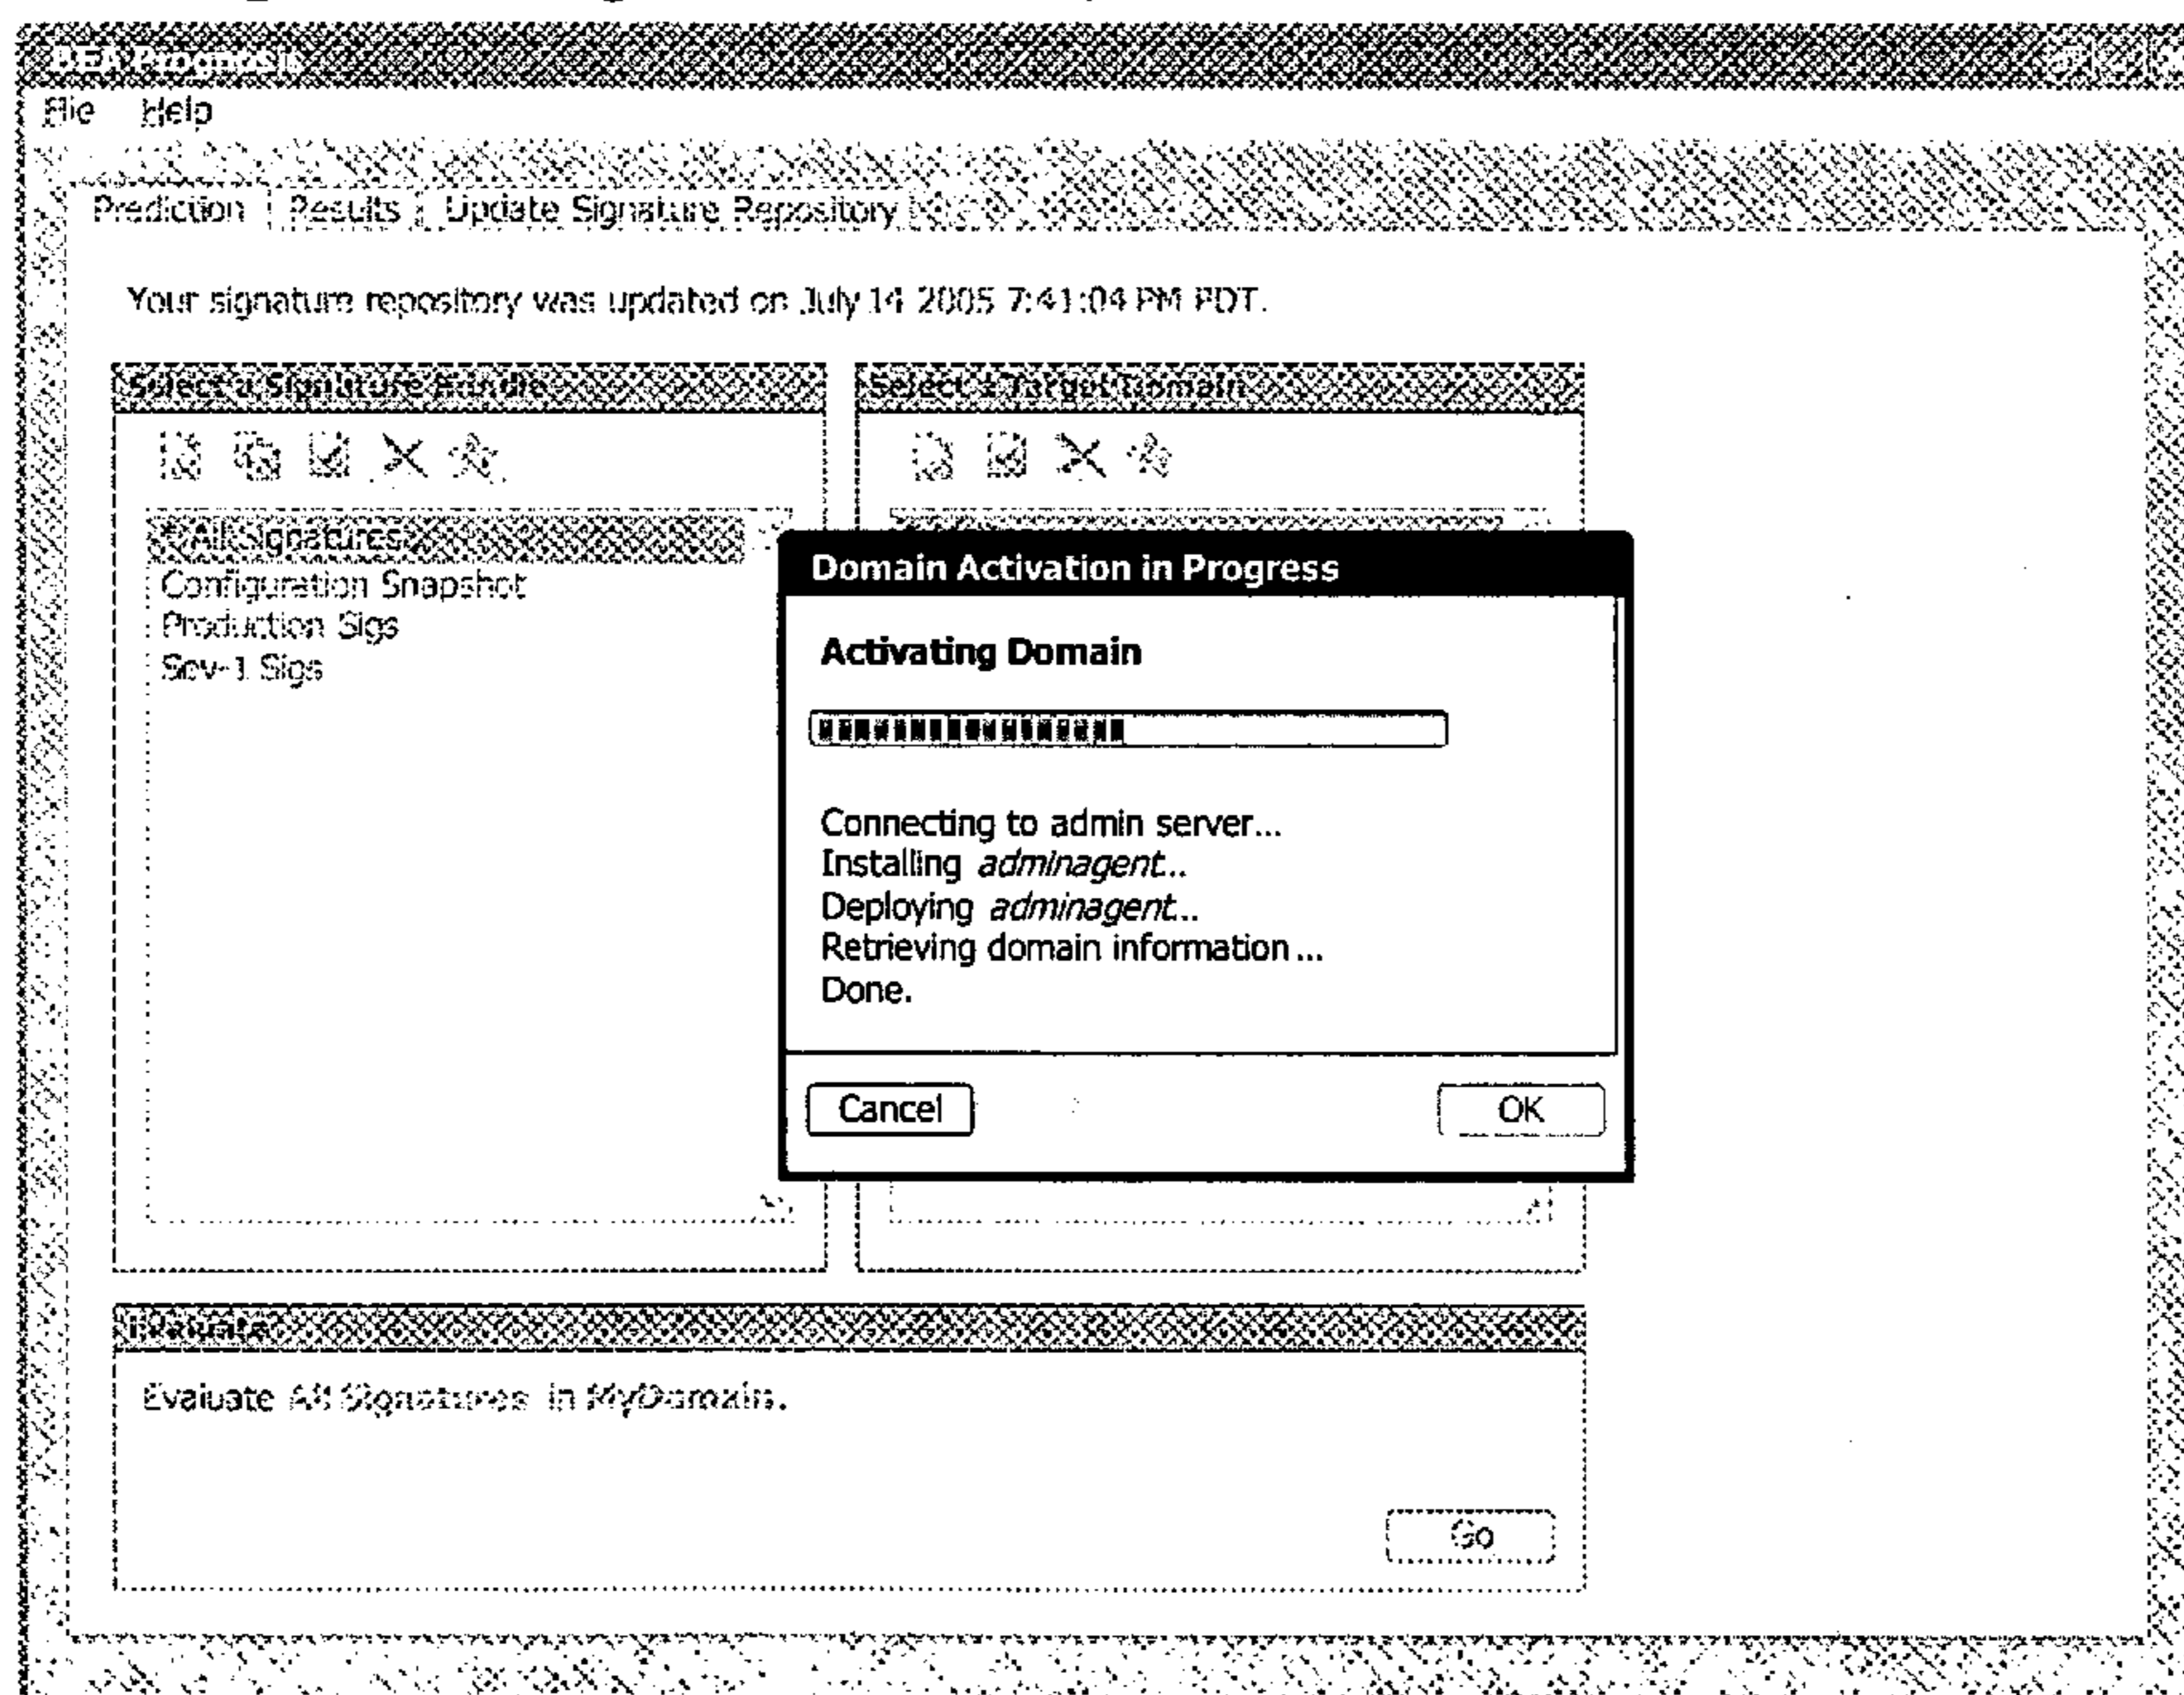 BEA Prognosis
File Help
Prediction Results Update Signature Repository
Your signature repository was updated on July 14 2005 7:41:04 PM PDT.
Select a Signature Bundle
Select a Target Domain
* All Signatures
Configuration Snapshot
Production Sigs
Sev-1 Sigs
Domain Activation in Progress
Activating Domain
Connecting to admin server...
Installing adminagent...
Deploying adminagent...
Retrieving domain information ...
Done.
Cancel OK
Evaluate
Evaluate All Signatures in MyDomain.
Go